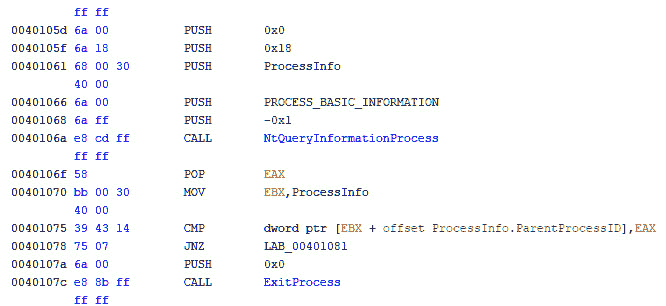 ff ff
0040105d 6a 00 PUSH 0x0
0040105f 6a 18 PUSH 0x18
00401061 68 00 30 PUSH ProcessInfo
40 00
00401066 6a 00 PUSH PROCESS_BASIC_INFORMATION
00401068 6a ff PUSH -0x1
0040106a e8 cd ff CALL NtQueryInformationProcess
ff ff
0040106f 58 POP EAX
00401070 bb 00 30 MOV EBX,ProcessInfo
40 00
00401075 39 43 14 CMP dword ptr [EBX + offset ProcessInfo.ParentProcessID],EAX
00401078 75 07 JNZ LAB_00401081
0040107a 6a 00 PUSH 0x0
0040107c e8 8b ff CALL ExitProcess
ff ff